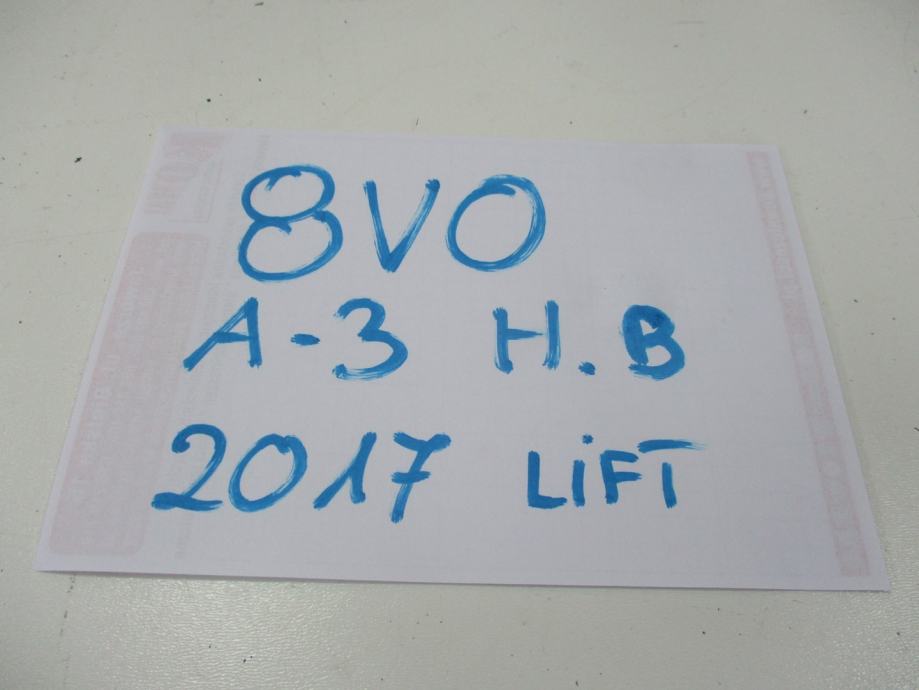 8VO
A-3 H.B
2017 LiFT